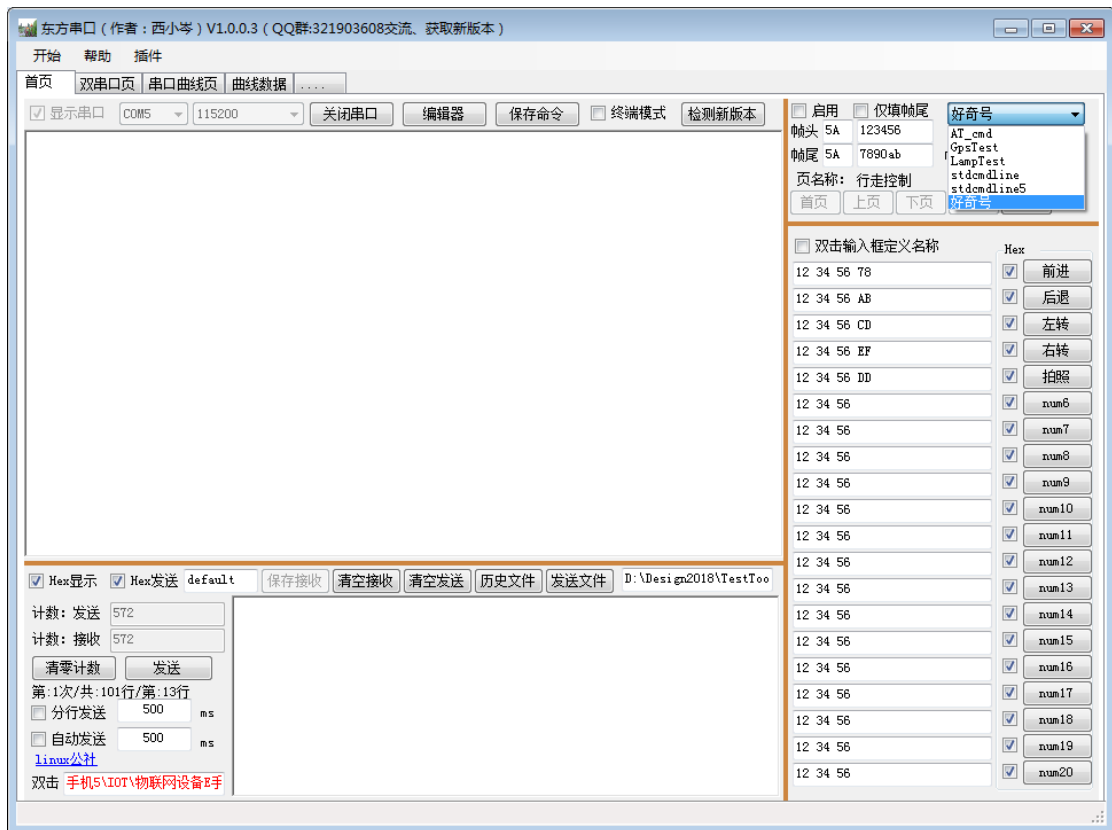 东方串口（作者：西小岑）V1.0.0.3（QQ群:321903608交流、获取新版本）
开始 帮助 插件
首页 双串口页 串口曲线页 曲线数据 ....
显示串口 COM5 115200 关闭串口 编辑器 保存命令 终端模式 检测新版本
启用 仅填帧尾 好奇号
帧头 5A 123456
帧尾 5A 7890ab
AT_cmd
GpsTest
LampTest
stdcmdline
stdcmdline5
好奇号
页名称: 行走控制
首页 上页 下页
双击输入框定义名称 Hex
12 34 56 78 前进
12 34 56 AB 后退
12 34 56 CD 左转
12 34 56 EF 右转
12 34 56 DD 拍照
12 34 56 num6
12 34 56 num7
12 34 56 num8
12 34 56 num9
12 34 56 num10
12 34 56 num11
12 34 56 num12
12 34 56 num13
12 34 56 num14
12 34 56 num15
12 34 56 num16
12 34 56 num17
12 34 56 num18
12 34 56 num19
12 34 56 num20
Hex显示 Hex发送 default 保存接收 清空接收 清空发送 历史文件 发送文件 D:\Design2018\TestToo
计数: 发送 572
计数: 接收 572
清零计数 发送
第:1次/共:101行/第:13行
分行发送 500 ms
自动发送 500 ms
linux公社
双击 手机5\IOT\物联网设备E手